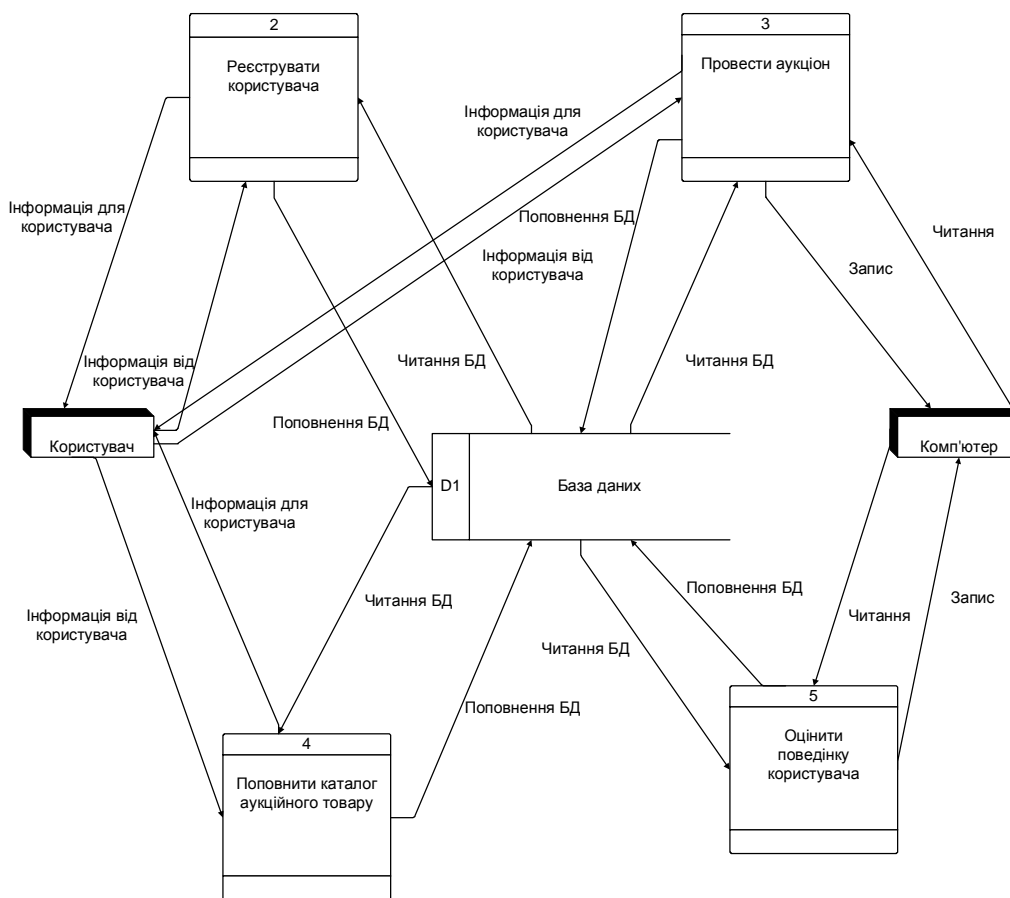 2
Реєструвати
користувача
3
Провести аукціон
Інформація для
користувача
Інформація для
користувача
Поповнення БД
Інформація від
користувача
Читання
Запис
Інформація від
користувача
Читання БД
Читання БД
Поповнення БД
Користувач
D1
База даних
Комп'ютер
Інформація для
користувача
Інформація від
користувача
Читання БД
Поповнення БД
Читання БД
Читання
Запис
Поповнення БД
4
Поповнити каталог
аукційного товару
5
Оцінити
поведінку
користувача